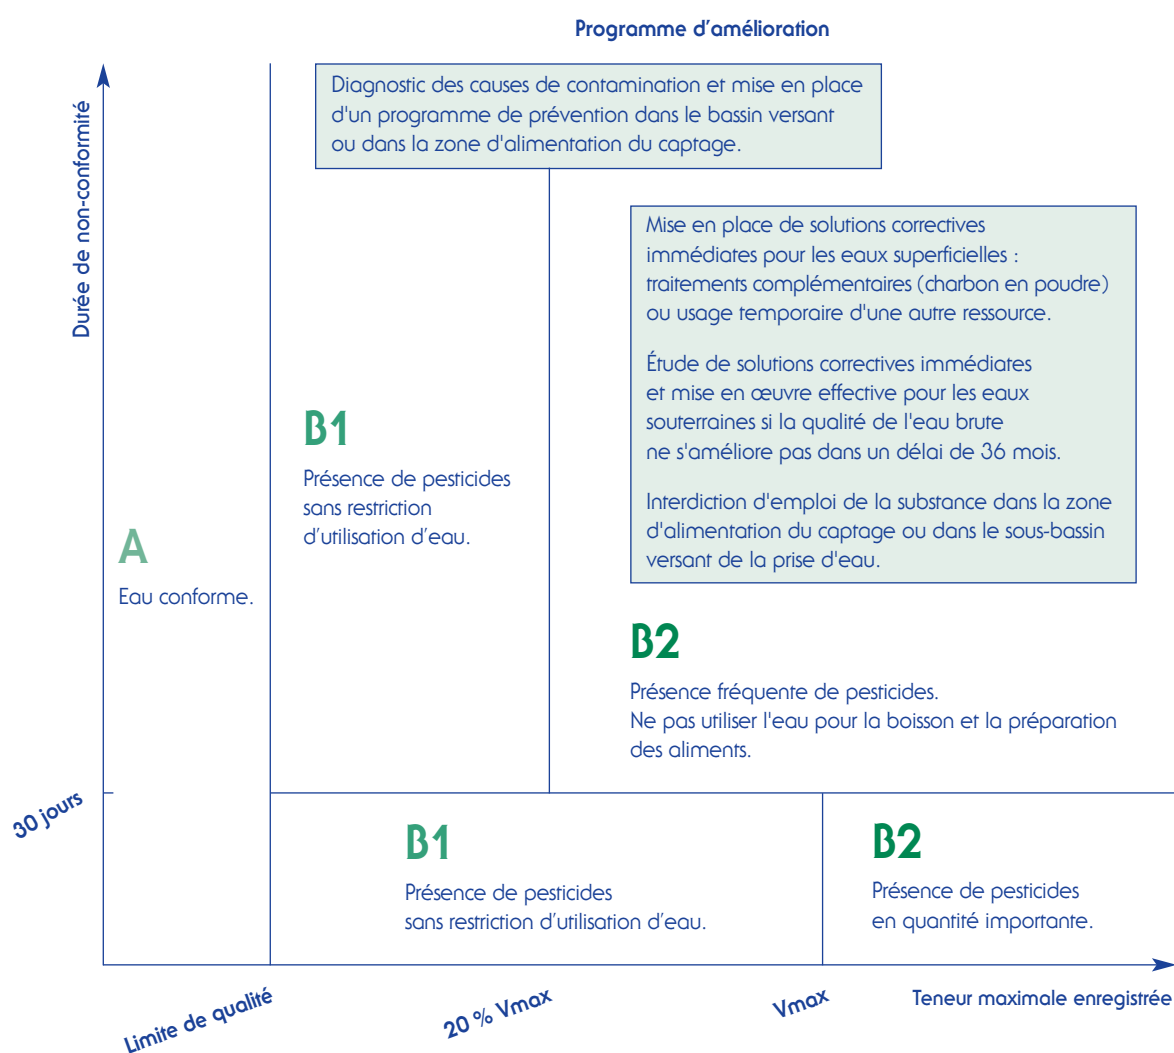 Programme d'amélioration
Durée de non-conformité
Diagnostic des causes de contamination et mise en place
d'un programme de prévention dans le bassin versant
ou dans la zone d'alimentation du captage.
Mise en place de solutions correctives
immédiates pour les eaux superficielles :
traitements complémentaires (charbon en poudre)
ou usage temporaire d'une autre ressource.
Étude de solutions correctives immédiates
et mise en œuvre effective pour les eaux
souterraines si la qualité de l'eau brute
ne s'améliore pas dans un délai de 36 mois.
Interdiction d'emploi de la substance dans la zone
d'alimentation du captage ou dans le sous-bassin
versant de la prise d'eau.
B1
Présence de pesticides
sans restriction
d'utilisation d'eau.
A
Eau conforme.
B2
Présence fréquente de pesticides.
Ne pas utiliser l'eau pour la boisson et la préparation
des aliments.
30 jours
B1
Présence de pesticides
sans restriction d'utilisation d'eau.
B2
Présence de pesticides
en quantité importante.
Limite de qualité
20 % Vmax
Vmax
Teneur maximale enregistrée